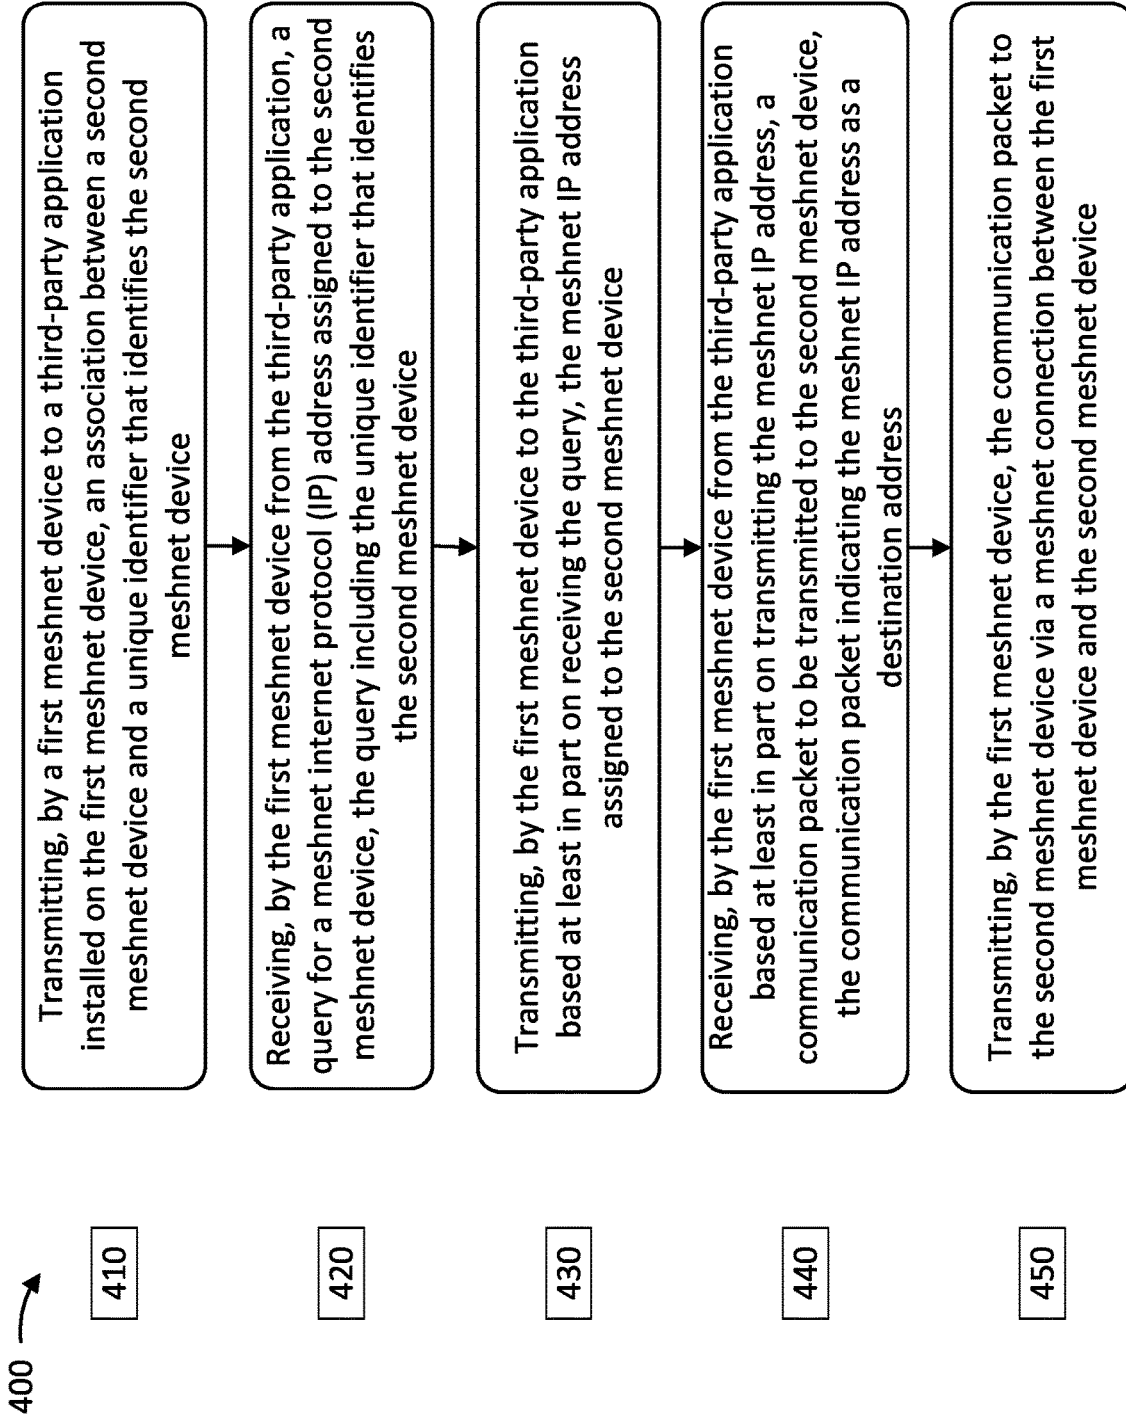 400
410
Transmitting, by a first meshnet device to a third-party application
installed on the first meshnet device, an association between a second
meshnet device and a unique identifier that identifies the second
meshnet device
420
Receiving, by the first meshnet device from the third-party application, a
query for a meshnet internet protocol (IP) address assigned to the second
meshnet device, the query including the unique identifier that identifies
the second meshnet device
430
Transmitting, by the first meshnet device to the third-party application
based at least in part on receiving the query, the meshnet IP address
assigned to the second meshnet device
440
Receiving, by the first meshnet device from the third-party application
based at least in part on transmitting the meshnet IP address, a
communication packet to be transmitted to the second meshnet device,
the communication packet indicating the meshnet IP address as a
destination address
450
Transmitting, by the first meshnet device, the communication packet to
the second meshnet device via a meshnet connection between the first
meshnet device and the second meshnet device